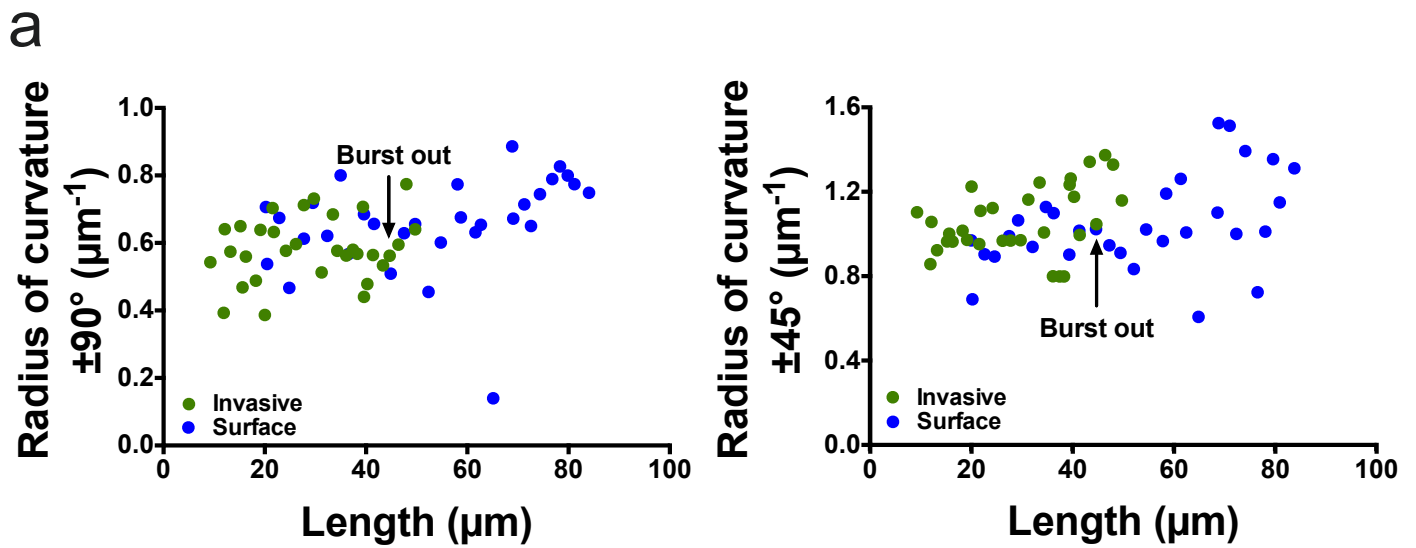 a
Radius of curvature
±90° (µm⁻¹)
1.0
0.8
0.6
0.4
0.2
0.0
Burst out
Invasive
Surface
0 20 40 60 80 100
Length (µm)
Radius of curvature
±45° (µm⁻¹)
1.6
1.2
0.8
0.4
0.0
Burst out
Invasive
Surface
0 20 40 60 80 100
Length (µm)